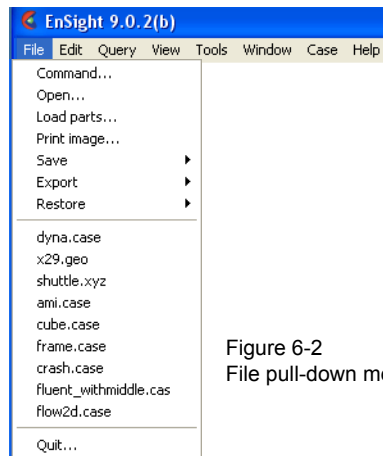 EnSight 9.0.2(b)
File Edit Query View Tools Window Case Help
Command...
Open...
Load parts...
Print image...
Save
Export
Restore
dyna.case
x29.geo
shuttle.xyz
ami.case
cube.case
frame.case
crash.case
fluent_withmiddle.cas
flow2d.case
Quit...
Figure 6-2
File pull-down